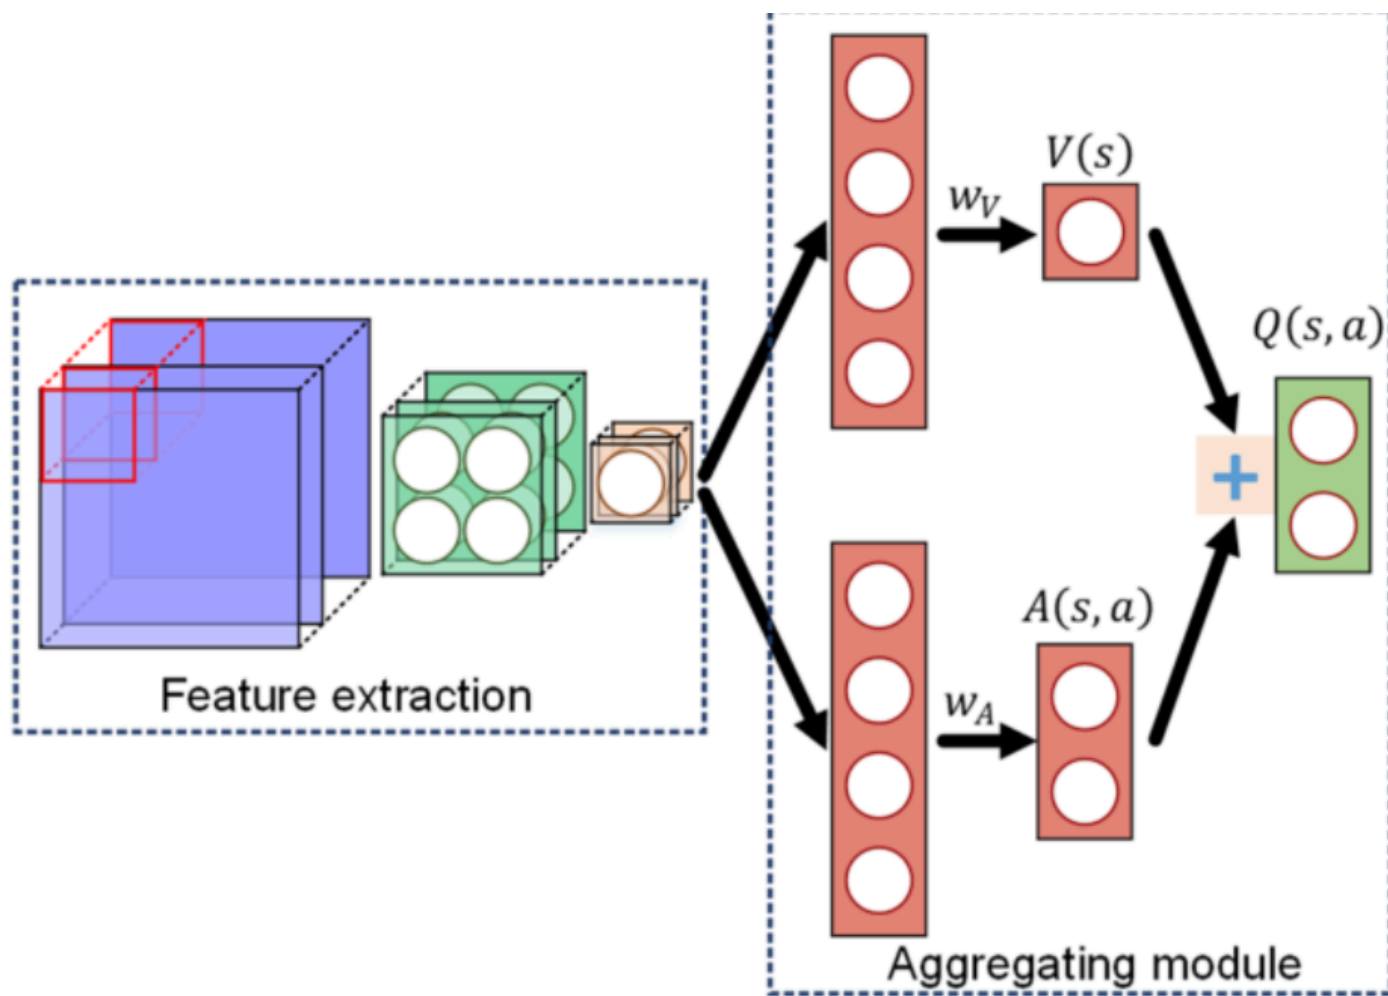 V(s)
w_V
Q(s, a)
+
A(s, a)
w_A
Feature extraction
Aggregating module